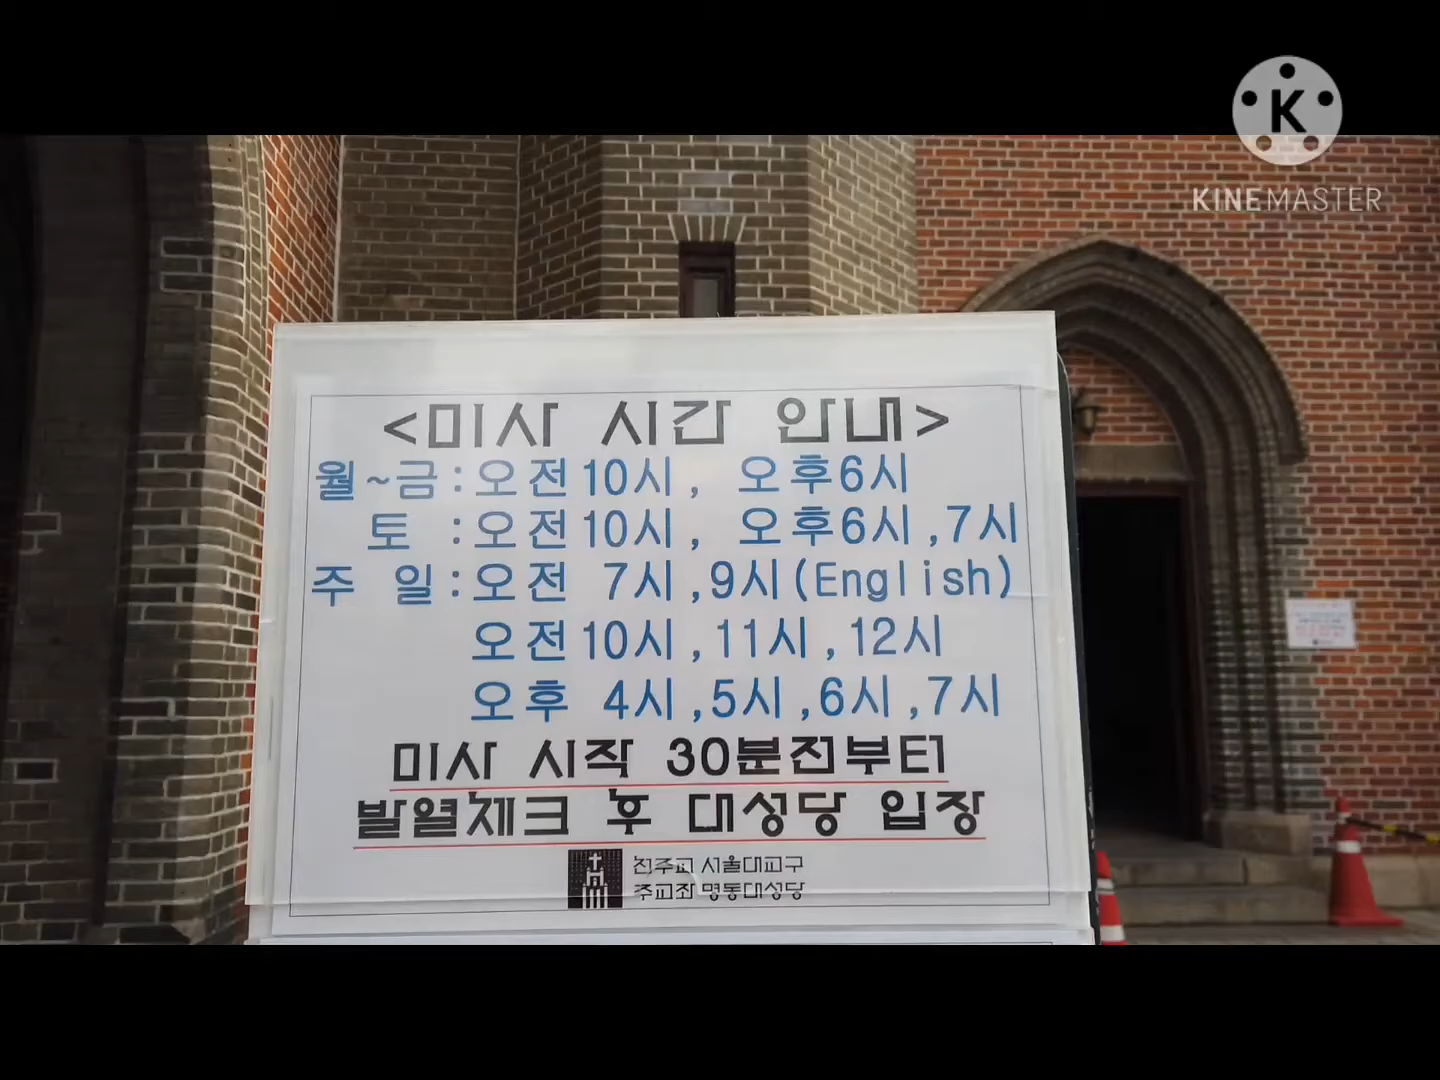 KINEMASTER
<미사 시간 안내>
월~금:오전10시, 오후6시
토 :오전10시, 오후6시,7시
주 일:오전 7시,9시(English)
오전10시,11시,12시
오후 4시,5시,6시,7시
미사 시작 30분전부터
발열체크 후 대성당 입장
천주교 서울대교구
주교좌 명동대성당